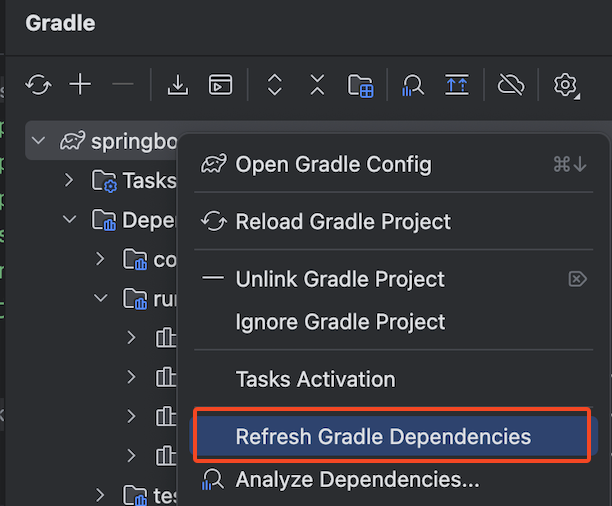 Gradle
springbo
Open Gradle Config ⌘↓
Tasks
Reload Gradle Project
Depe
Unlink Gradle Project
co
Ignore Gradle Project
run
Tasks Activation
Refresh Gradle Dependencies
Analyze Dependencies...
tes